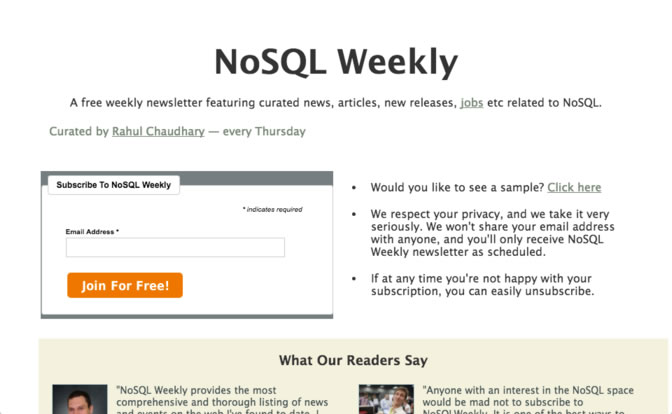 NoSQL Weekly
A free weekly newsletter featuring curated news, articles, new releases, jobs etc related to NoSQL.
Curated by Rahul Chaudhary — every Thursday
Subscribe To NoSQL Weekly
* indicates required
Email Address *
Join For Free!
• Would you like to see a sample? Click here
• We respect your privacy, and we take it very
seriously. We won't share your email address
with anyone, and you'll only receive NoSQL
Weekly newsletter as scheduled.
• If at any time you're not happy with your
subscription, you can easily unsubscribe.
What Our Readers Say
"NoSQL Weekly provides the most
comprehensive and thorough listing of news
and events on the web I've found to date. I
"Anyone with an interest in the NoSQL space
would be mad not to subscribe to
NoSQLWeekly. It is one of the best ways to